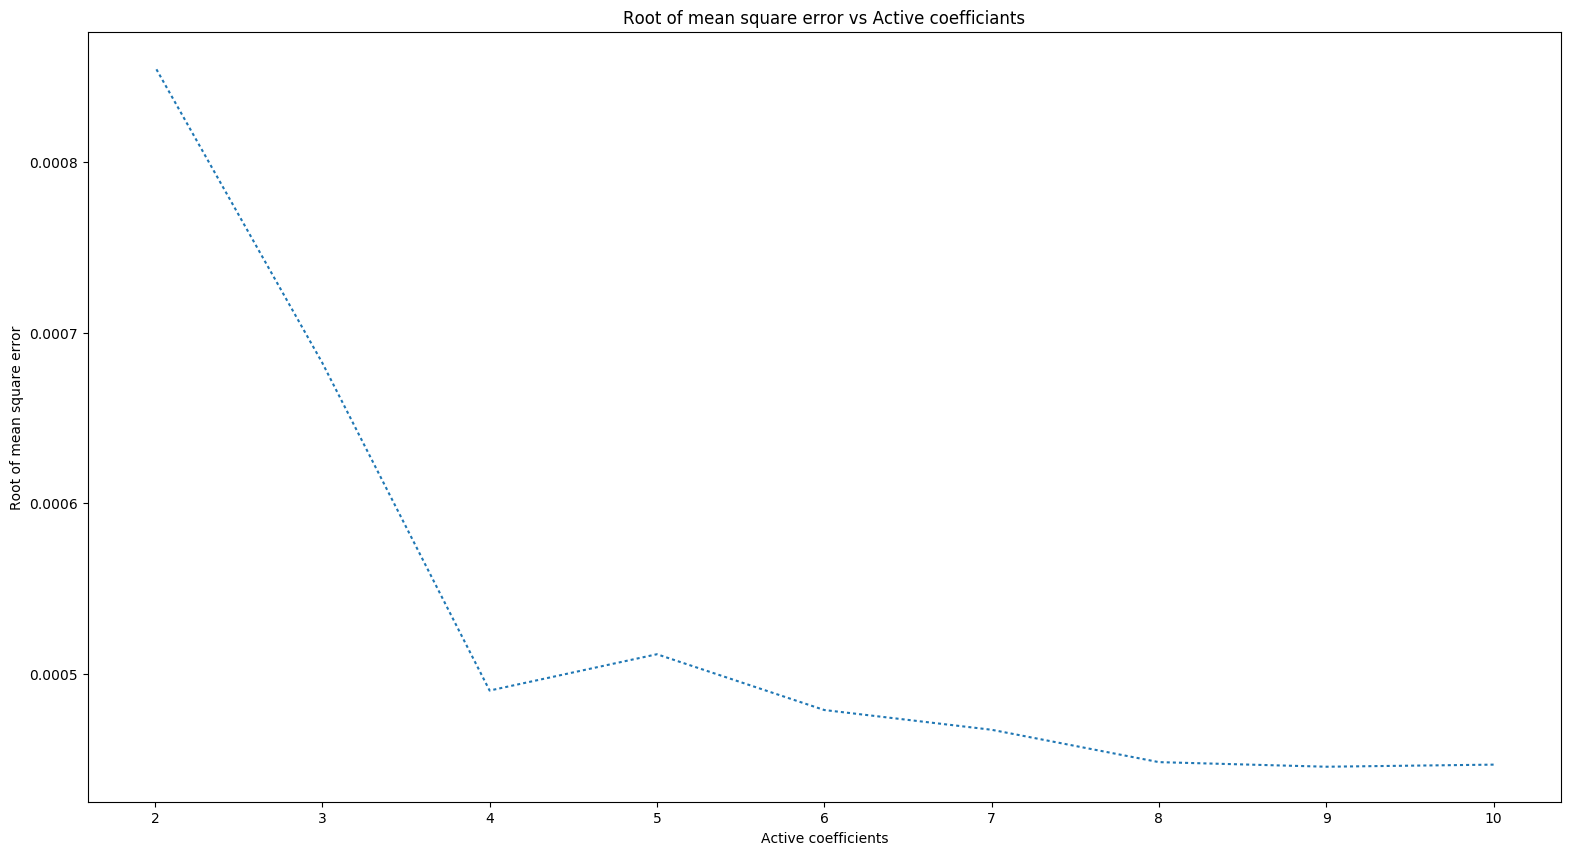 Root of mean square error vs Active coefficiants
0.0008
0.0007
0.0006
0.0005
Root of mean square error
2 3 4 5 6 7 8 9 10
Active coefficients